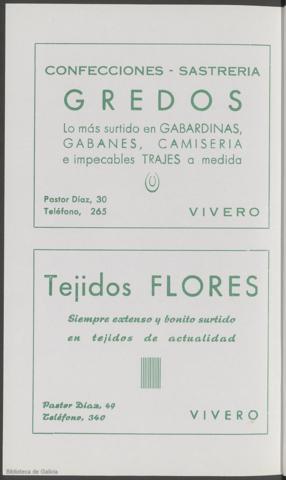 CONFECCIONES - SASTRERIA
GREDOS
Lo más surtido en GABARDINAS,
GABANES, CAMISERIA
e impecables TRAJES a medida
Pastor Díaz, 30
Teléfono, 265
VIVERO
Tejidos FLORES
Siempre extenso y bonito surtido
en tejidos de actualidad
Pastor Díaz, 49
Teléfono, 340
VIVERO
Biblioteca de Galicia